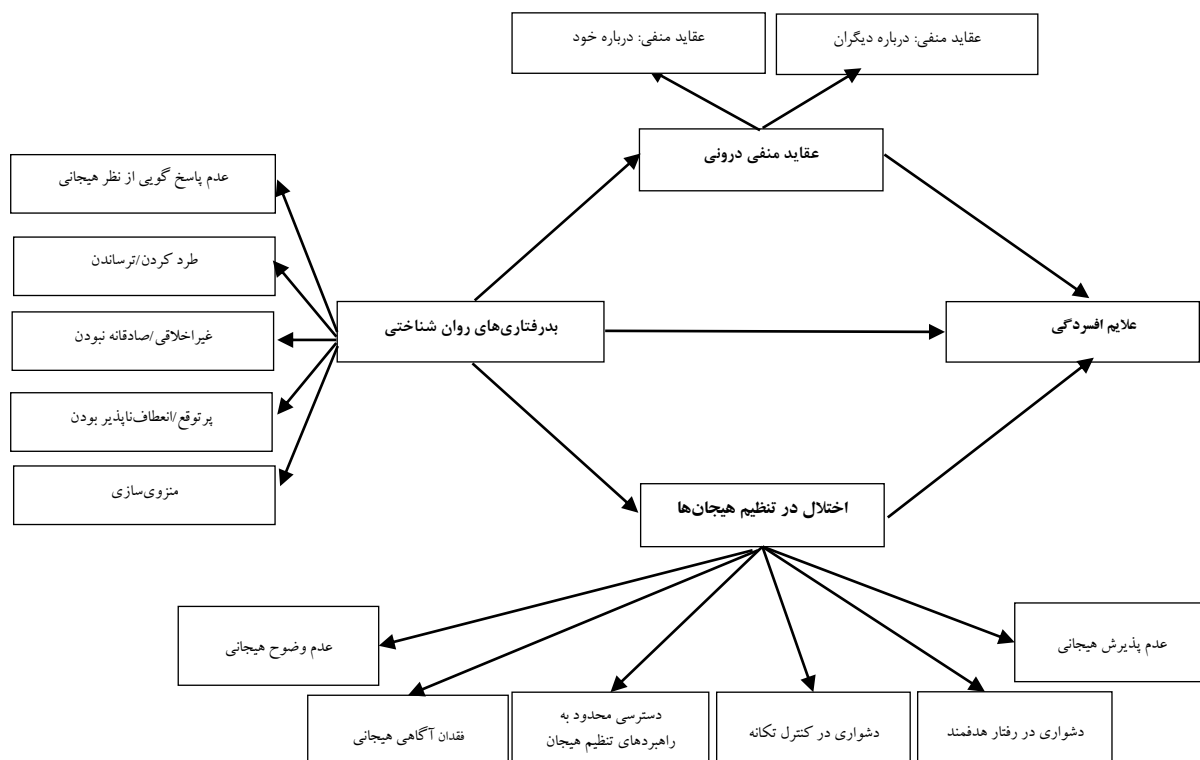 عقاید منفی: درباره دیگران
عقاید منفی: درباره خود
عقاید منفی درونی
عدم پاسخ گویی از نظر هیجانی
طرد کردن/ترساندن
غیراخلاقی/صادقانه نبودن
پرتوقع/انعطاف‌ناپذیر بودن
منزوی‌سازی
بدرفتاری‌های روان شناختی
علایم افسردگی
اختلال در تنظیم هیجان‌ها
عدم پذیرش هیجانی
دشواری در رفتار هدفمند
دشواری در کنترل تکانه
دسترسی محدود به
راهبردهای تنظیم هیجان
فقدان آگاهی هیجانی
عدم وضوح هیجانی